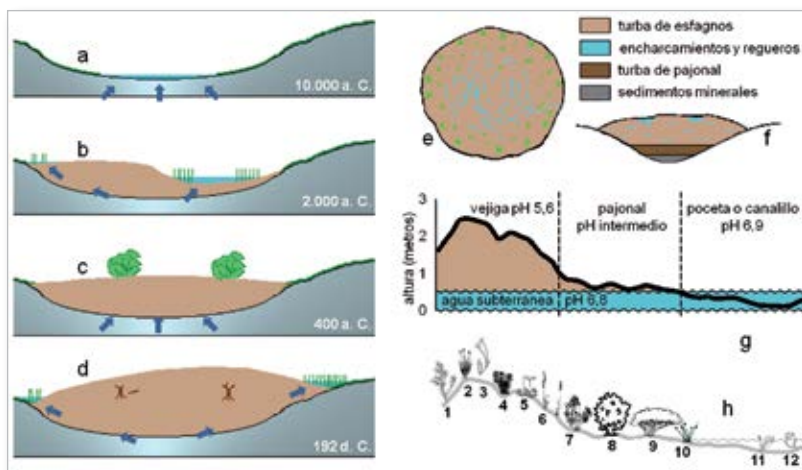 a
10.000 a. C.
b
2.000 a. C.
c
400 a. C.
d
192 d. C.
e
turba de esfagnos
encharcamientos y regueros
turba de pajonal
sedimentos minerales
f
altura (metros)
3
2
1
0
vejiga pH 5,6
pajonal
pH intermedio
poceta o canalillo
pH 6,9
agua subterránea
pH 6,8
g
h
1
2
3
4
5
6
7
8
9
10
11
12